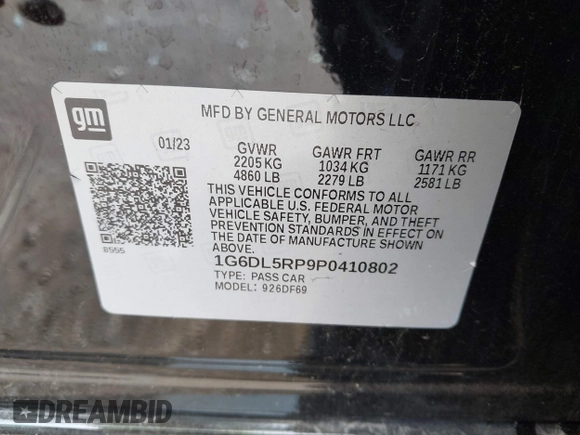 gm
MFD BY GENERAL MOTORS LLC
01/23
GVWR GAWR FRT GAWR RR
2205 KG 1034 KG 1171 KG
4860 LB 2279 LB 2581 LB
THIS VEHICLE CONFORMS TO ALL
APPLICABLE U.S. FEDERAL MOTOR
VEHICLE SAFETY, BUMPER, AND THEFT
PREVENTION STANDARDS IN EFFECT ON
THE DATE OF MANUFACTURE SHOWN
ABOVE.
8555
1G6DL5RP9P0410802
TYPE: PASS CAR
MODEL: 926DF69
DREAMBID